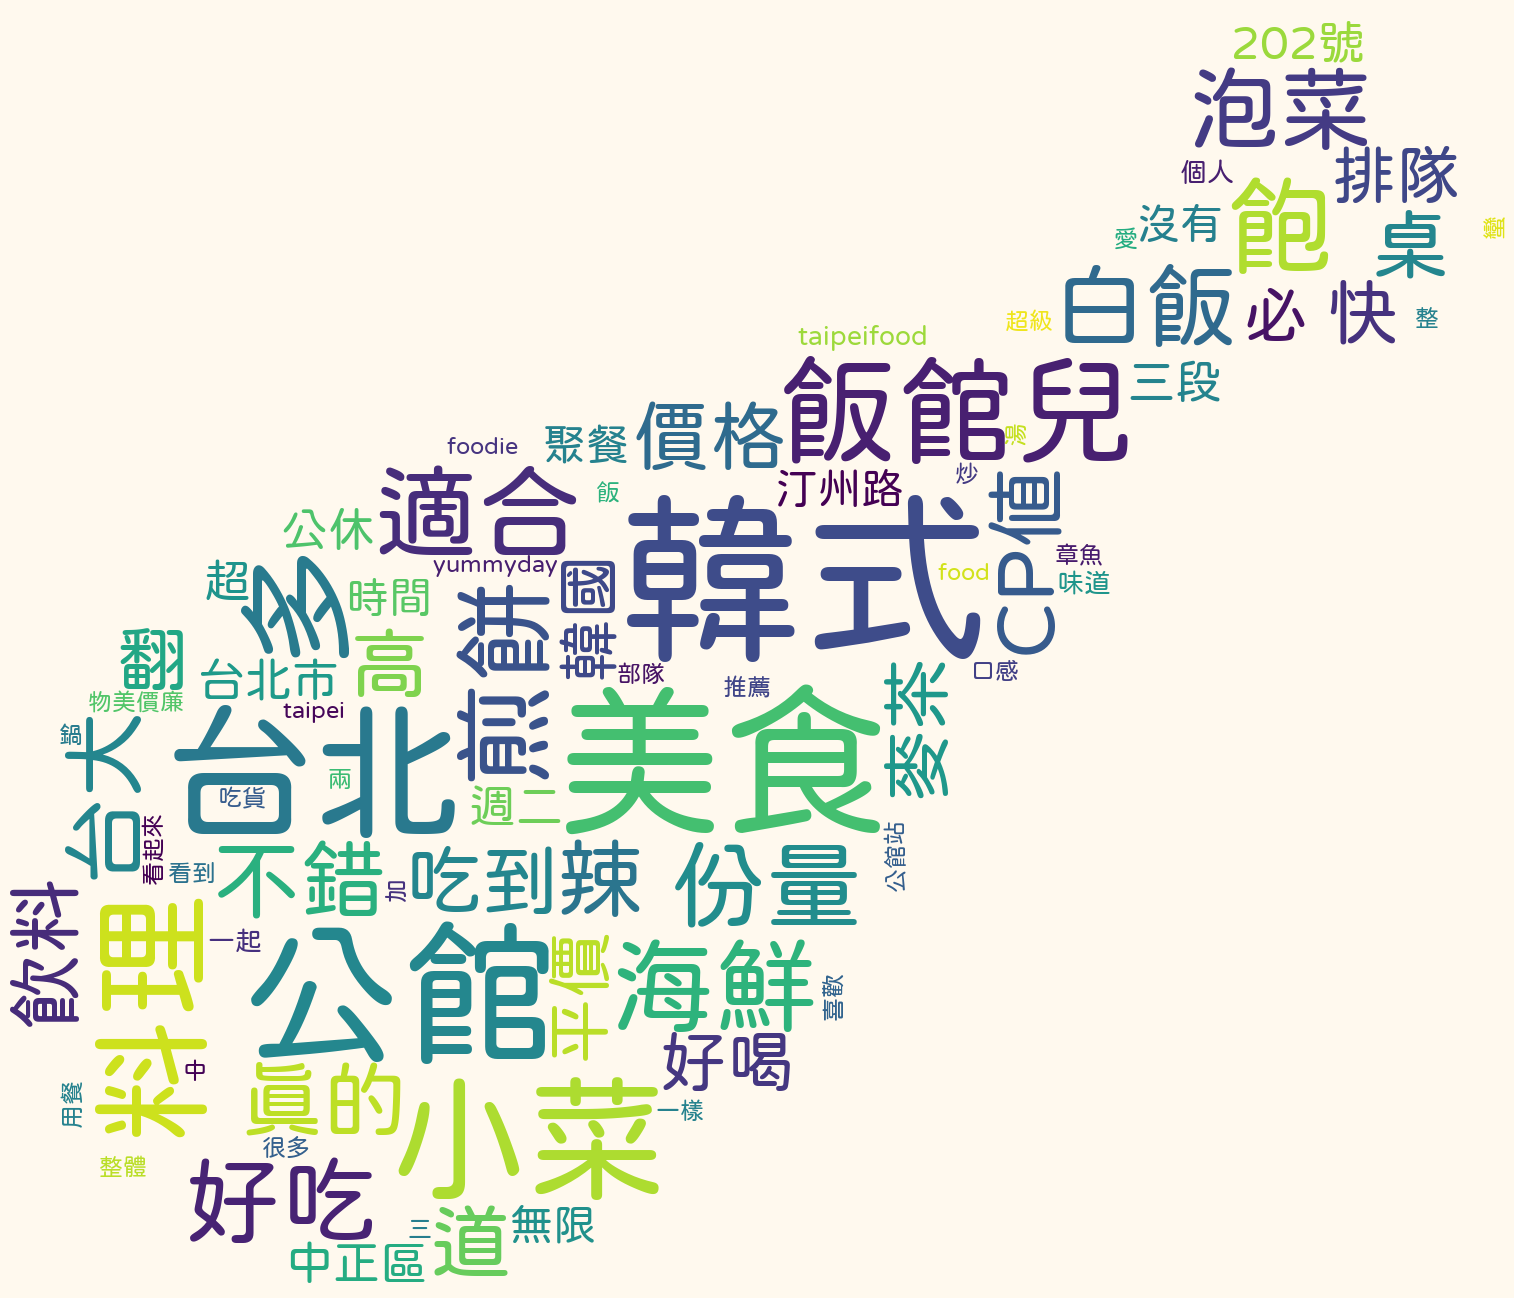 202號
泡菜
排隊
個人
飽
沒有
桌
蠻
愛
白飯
必
快
整
超級
taipeifood
飯館兒
三段
湯
價格
聚餐
foodie
適合
汀州路
炒
CP值
飯
韓式
公休
yummyday
章魚
味道
food
超
多
時間
煎餅
韓國
高
翻
台北市
部隊
推薦
口感
物美價廉
taipei
美食
麥茶
鍋
台大
台北
兩
吃貨
週二
看起來
看到
不錯
加
吃到
辣
份量
公館站
飲料
料理
一起
公館
平價
海鮮
喜歡
好喝
中
用餐
真的
小菜
一樣
很多
整體
好吃
三
道
無限
中正區